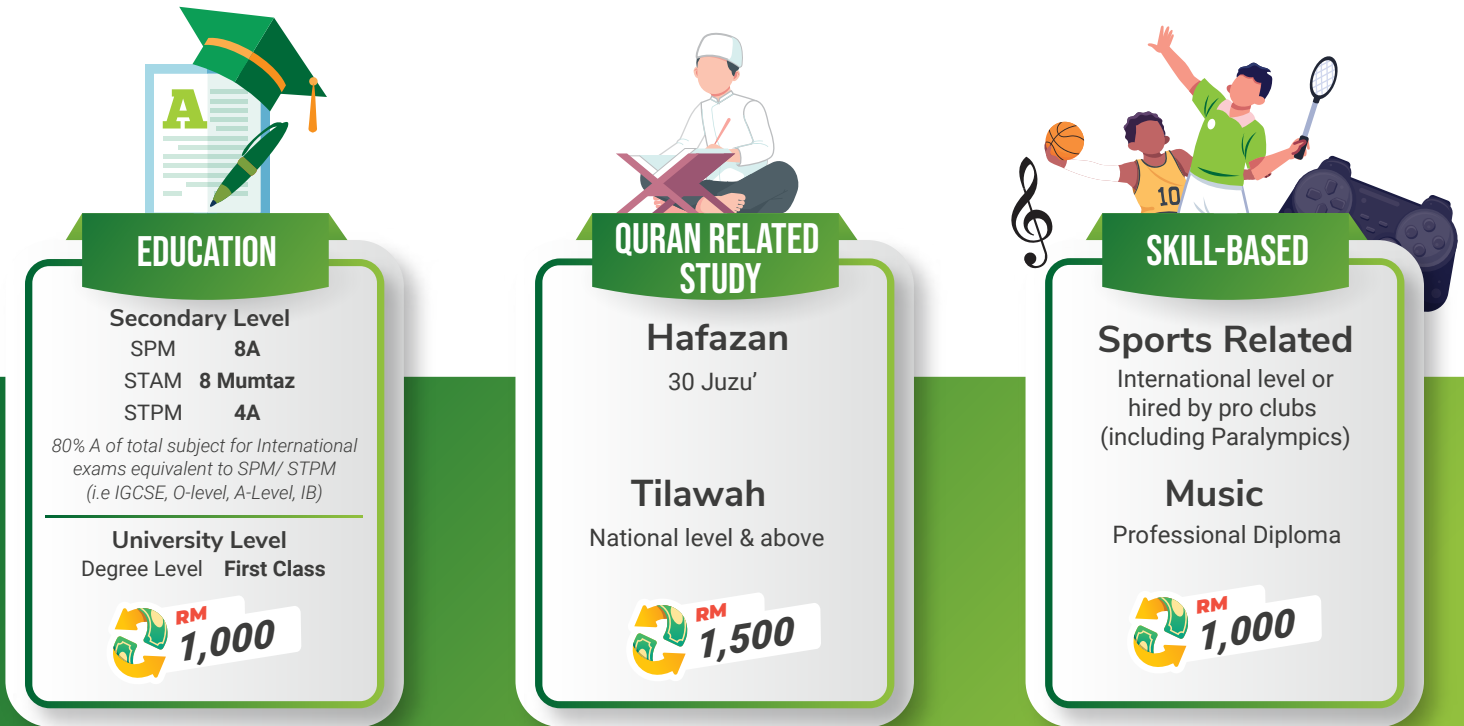 A
EDUCATION
Secondary Level
SPM 8A
STAM 8 Mumtaz
STPM 4A
80% A of total subject for International
exams equivalent to SPM/ STPM
(i.e IGCSE, O-level, A-Level, IB)
University Level
Degree Level First Class
RM
1,000
QURAN RELATED
STUDY
Hafazan
30 Juzu’
Tilawah
National level & above
RM
1,500
10
SKILL-BASED
Sports Related
International level or
hired by pro clubs
(including Paralympics)
Music
Professional Diploma
RM
1,000